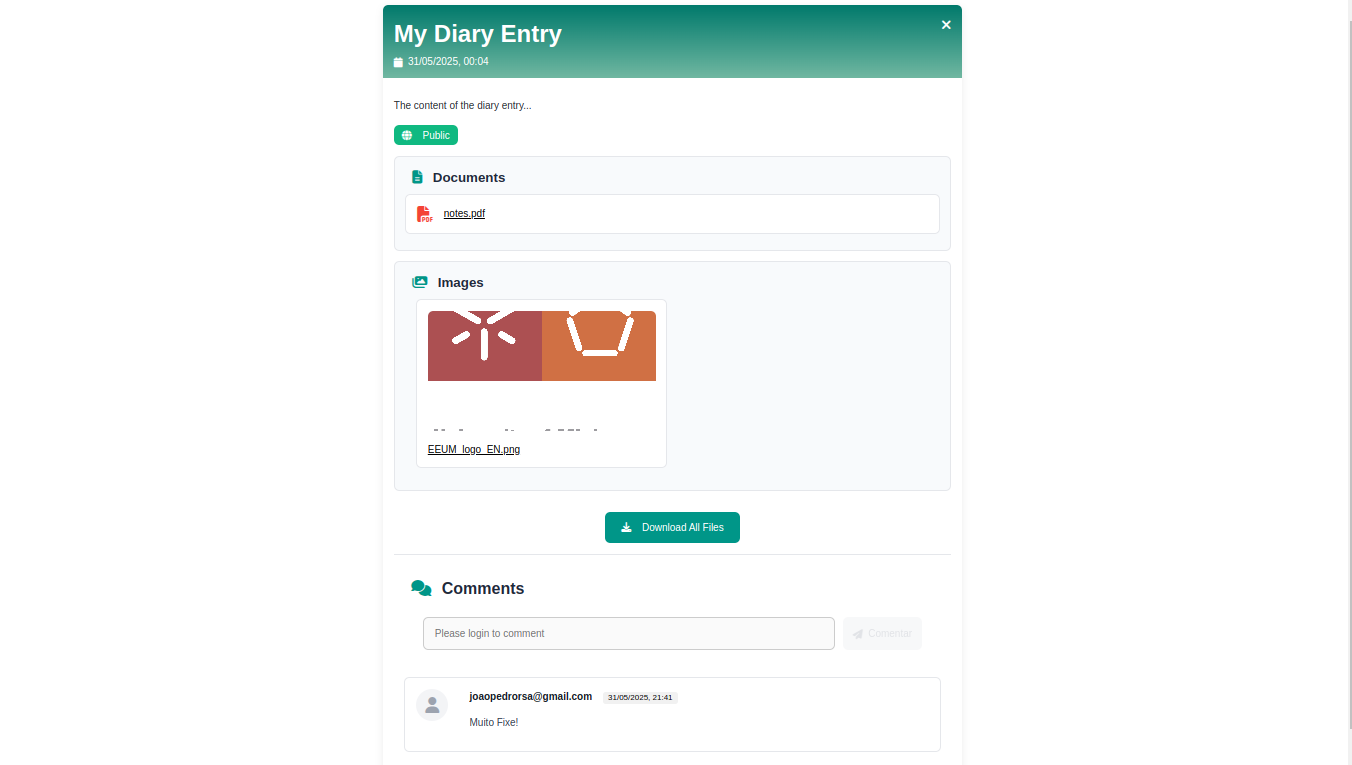 My Diary Entry
31/05/2025, 00:04
The content of the diary entry...
Public
Documents
PDF
notes.pdf
Images
EEUM_logo_EN.png
Download All Files
Comments
Please login to comment
Comentar
joaopedrorsa@gmail.com 31/05/2025, 21:41
Muito Fixe!